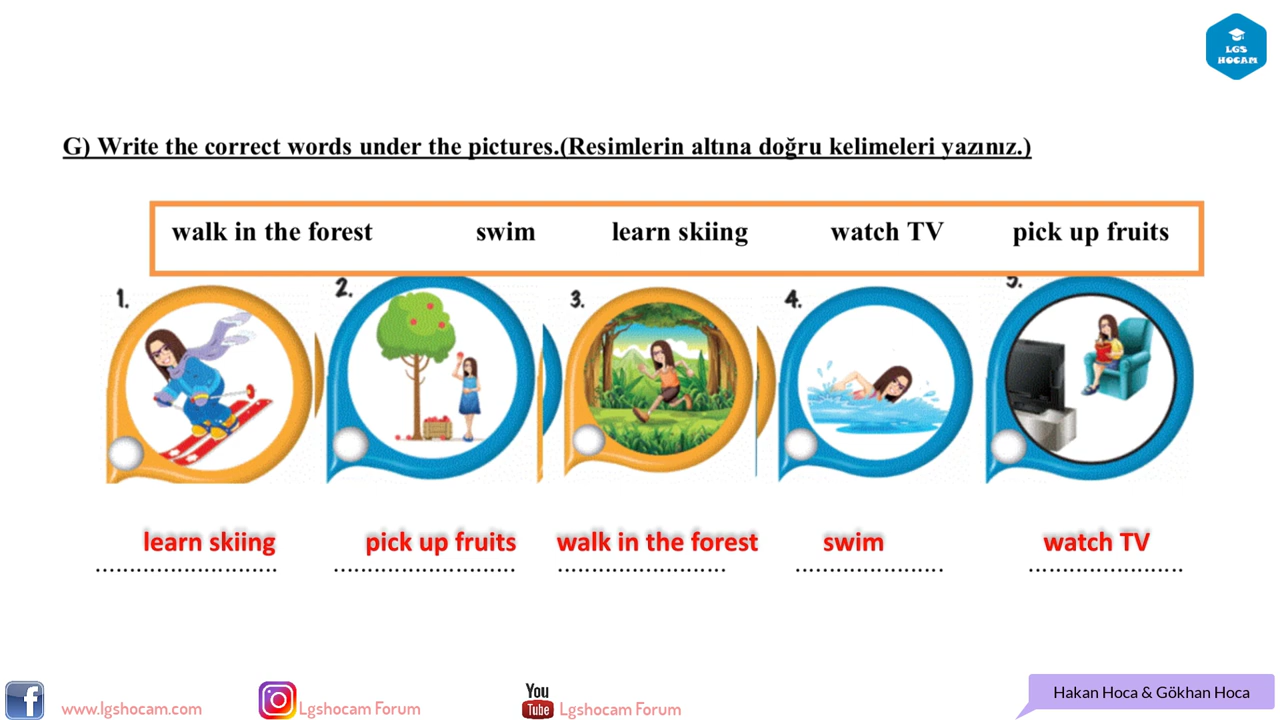 LGS
HOCAM
G) Write the correct words under the pictures.(Resimlerin altına doğru kelimeleri yazınız.)
walk in the forest swim learn skiing watch TV pick up fruits
1. 2. 3. 4. 5.
learn skiing pick up fruits walk in the forest swim watch TV
........................... ........................... ......................... ...................... .......................
www.lgshocam.com Lgshocam Forum You Tube Lgshocam Forum
Hakan Hoca & Gökhan Hoca